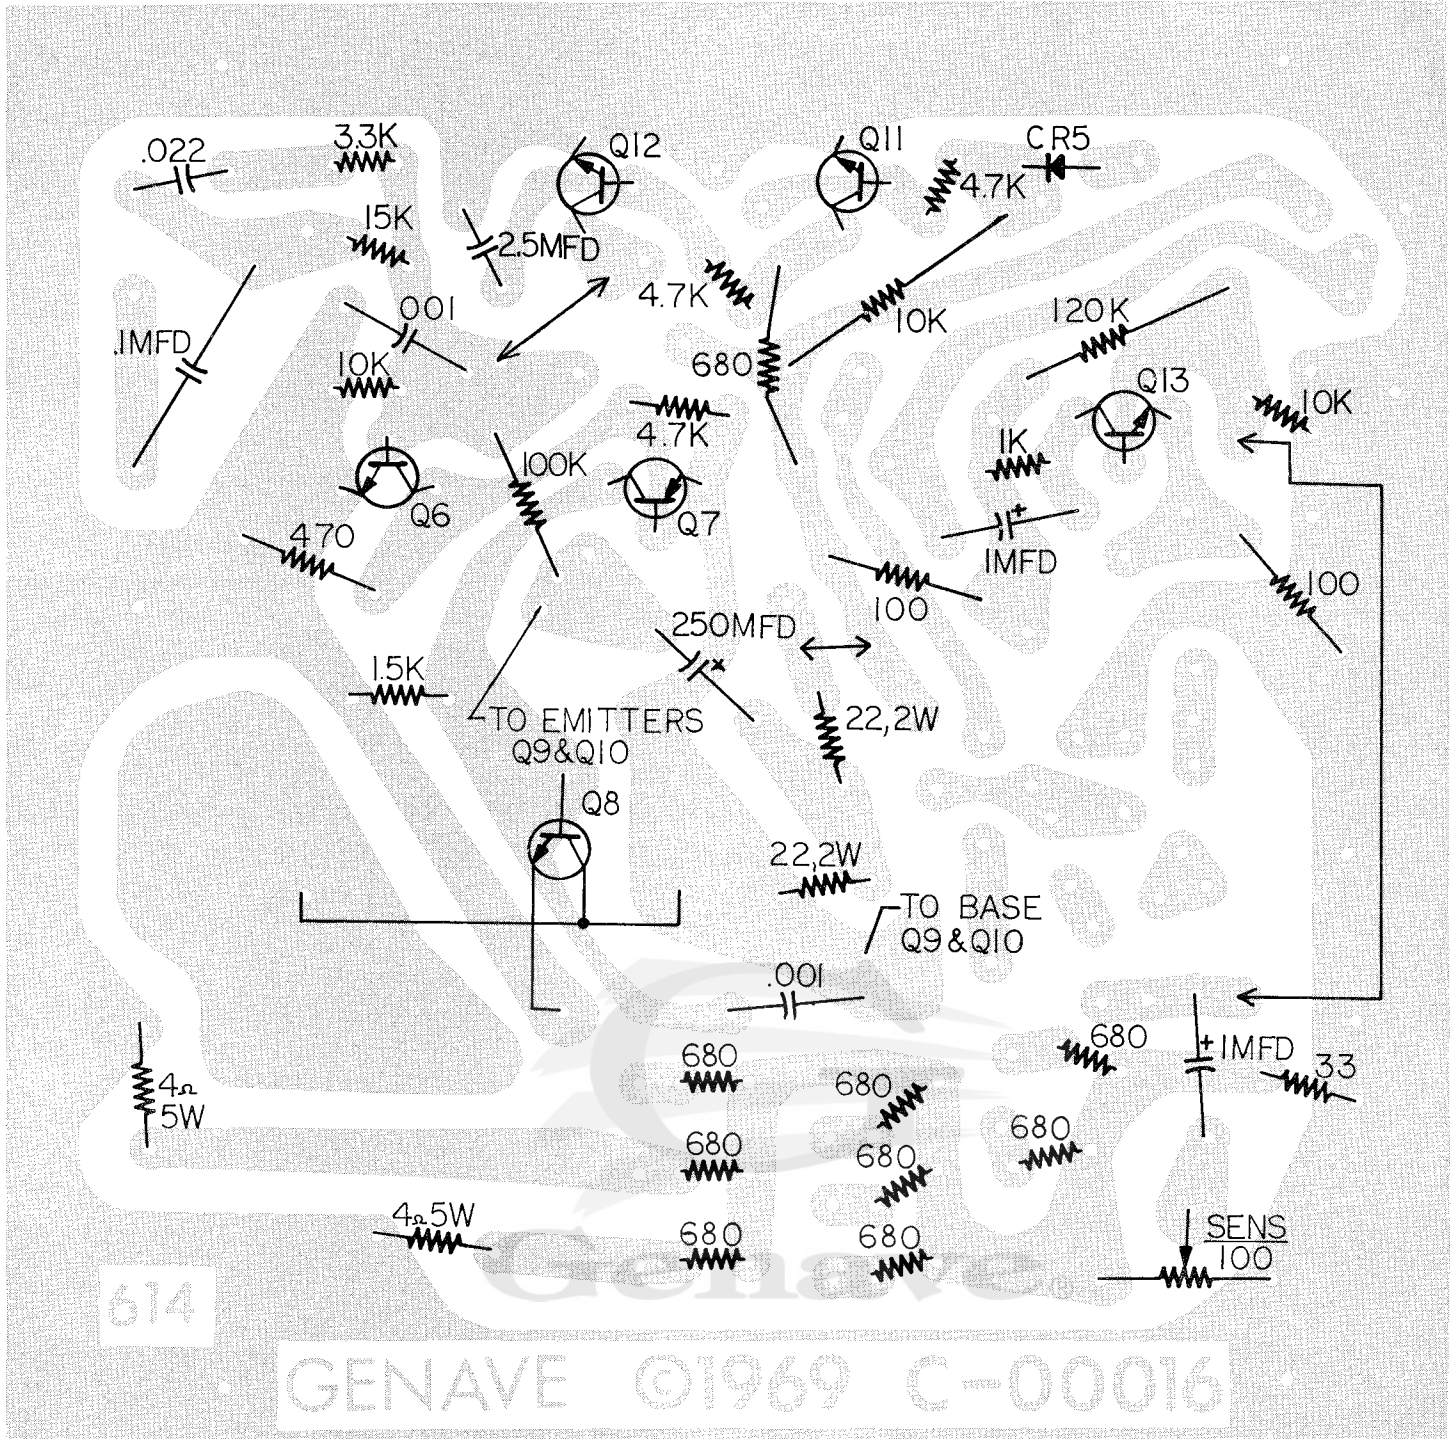 .022
3.3K
Q12
Q11
CR5
4.7K
15K
2.5MFD
4.7K
10K
.001
120K
.1MFD
10K
680
Q13
10K
4.7K
1K
100K
Q6
Q7
470
1MFD
+
100
100
250MFD
1.5K
22,2W
TO EMITTERS
Q9&Q10
Q8
22,2W
TO BASE
Q9&Q10
.001
680
680
+
1MFD
33
4Ω
5W
680
680
680
680
4Ω5W
680
680
SENS
100
Genave®
614
GENAVE ©1969 C-00016